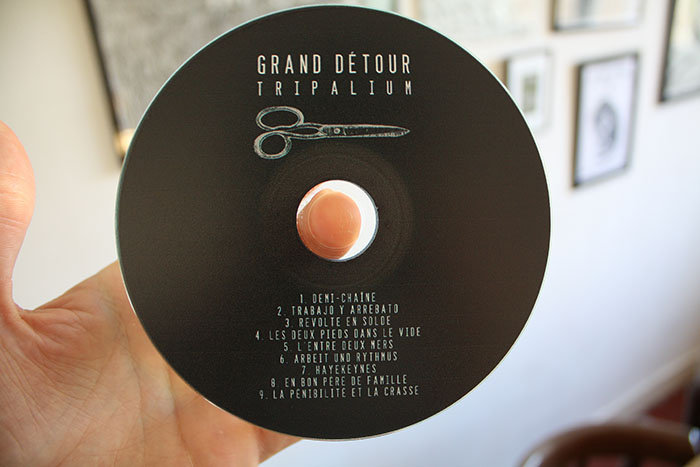 GRAND DÉTOUR
TRIPALIUM
1. DEMI-CHAÎNE
2. TRABAJO Y ARREBATO
3. REVOLTE EN SOLDE
4. LES DEUX PIEDS DANS LE VIDE
5. L'ENTRE DEUX MERS
6. ARBEIT UND RYTHMUS
7. HAYEKEYNES
8. EN BON PÈRE DE FAMILLE
9. LA PÉNIBILITE ET LA CRASSE